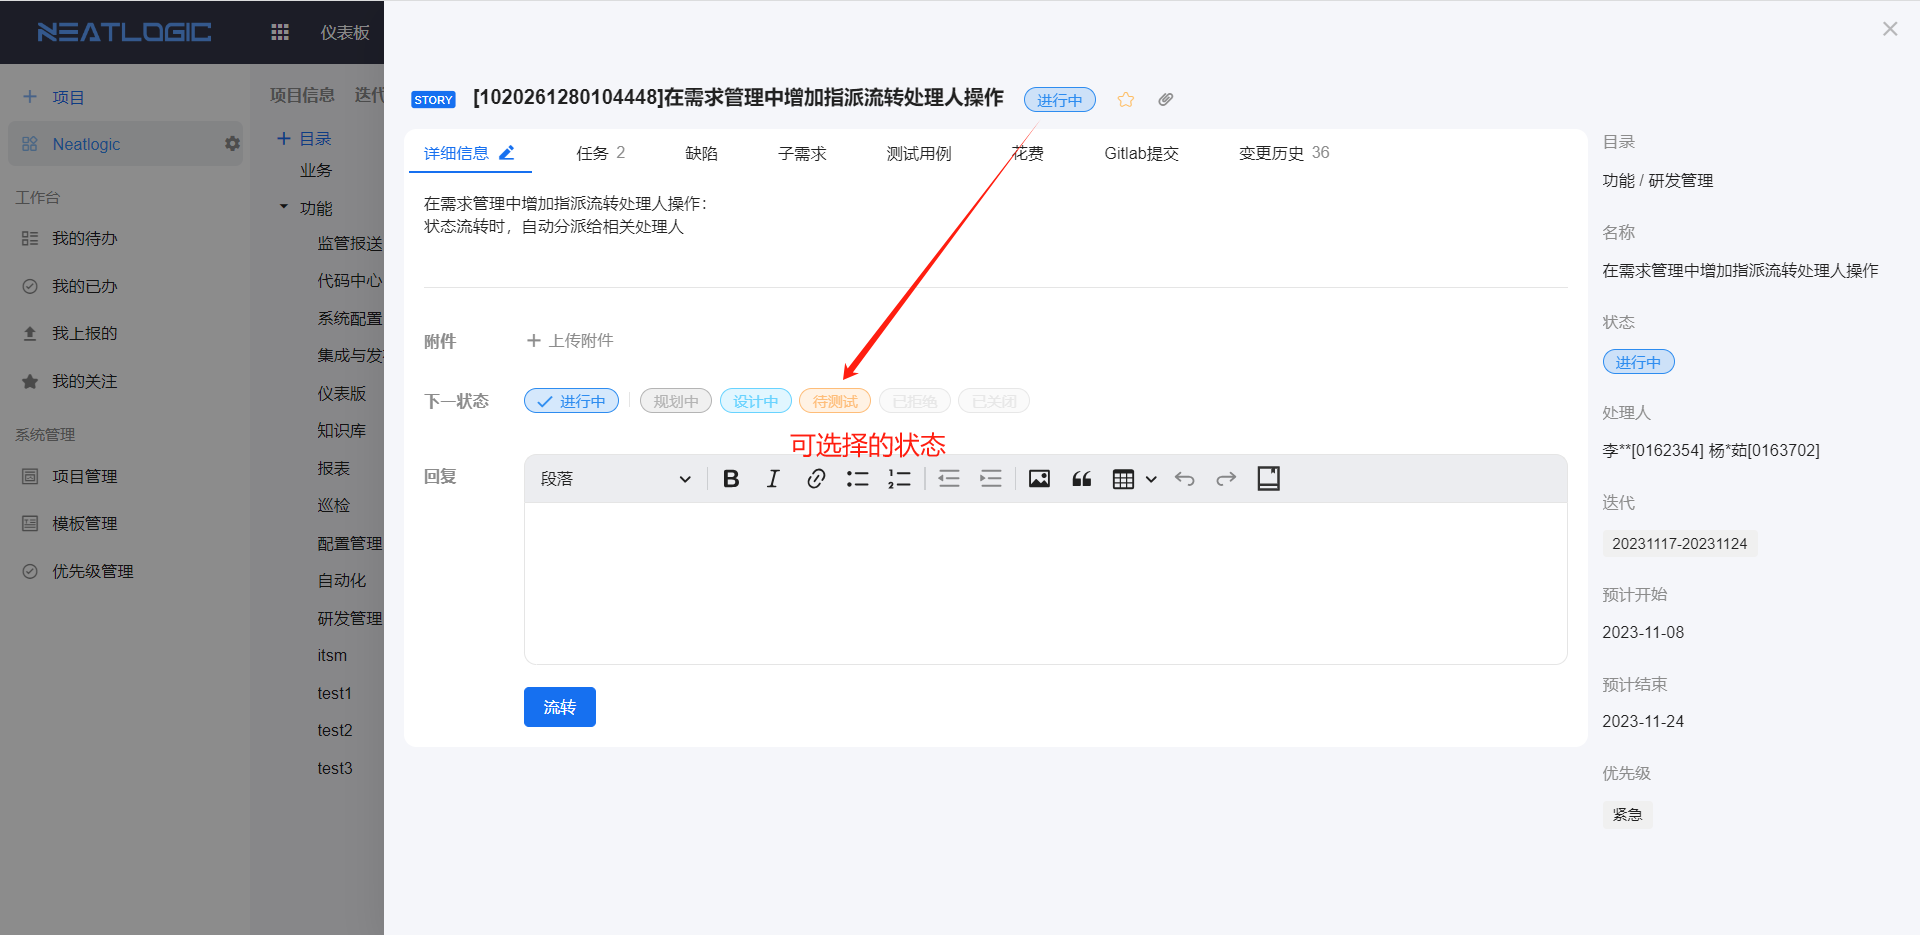 NEATLOGIC
仪表板
项目
Neatlogic
工作台
我的待办
我的已办
我上报的
我的关注
系统管理
项目管理
模板管理
优先级管理
项目信息 迭代
目录
业务
功能
监管报送
代码中心
系统配置
集成与发
仪表版
知识库
报表
巡检
配置管理
自动化
研发管理
itsm
test1
test2
test3
STORY [1020261280104448]在需求管理中增加指派流转处理人操作 进行中
详细信息 任务 2 缺陷 子需求 测试用例 花费 Gitlab提交 变更历史 36
在需求管理中增加指派流转处理人操作：
状态流转时，自动分派给相关处理人
附件 上传附件
下一状态 进行中 规划中 设计中 待测试 已拒绝 已关闭
可选择的状态
回复 段落
流转
目录
功能 / 研发管理
名称
在需求管理中增加指派流转处理人操作
状态
进行中
处理人
李**[0162354] 杨*茹[0163702]
迭代
20231117-20231124
预计开始
2023-11-08
预计结束
2023-11-24
优先级
紧急